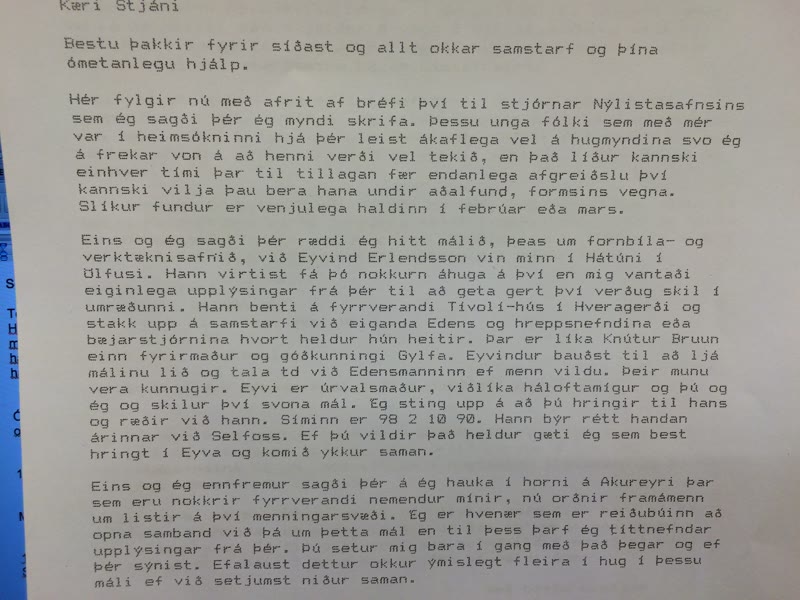 Kæri Stjáni
Bestu þakkir fyrir síðast og allt okkar samstarf og þína
ómetanlegu hjálp.
Hér fylgir nú með afrit af bréfi því til stjórnar Nýlistasafnsins
sem ég sagði þér ég myndi skrifa. Þessu unga fólki sem með mér
var í heimsókninni hjá þér leist ákaflega vel á hugmyndina svo ég
á frekar von á að henni verði vel tekið, en það líður kannski
einhver tími þar til tillagan fær endanlega afgreiðslu því
kannski vilja þau bera hana undir aðalfund, formsins vegna.
Slíkur fundur er venjulega haldinn í febrúar eða mars.
Eins og ég sagði þér ræddi ég hitt málið, þeas um fornbíla- og
verktæknisafnið, við Eyvind Erlendsson vin minn í Hátúni í
Ölfusi. Hann virtist fá þó nokkurn áhuga á því en mig vantaði
eiginlega upplýsingar frá þér til að geta gert því verðug skil í
umræðunni. Hann benti á fyrrverandi Tívolí-hús í Hveragerði og
stakk upp á samstarfi við eiganda Edens og hreppsnefndina eða
bæjarstjórnina hvort heldur hún heitir. Þar er líka Knútur Bruun
einn fyrirmaður og góðkunningi Gylfa. Eyvindur bauðst til að ljá
málinu lið og tala td við Edensmanninn ef menn vildu. Þeir munu
vera kunnugir. Eyvi er úrvalsmaður, viðlíka háloftamígur og þú og
ég og skilur því svona mál. Ég sting upp á að þú hringir til hans
og ræðir við hann. Síminn er 98 2 10 90. Hann býr rétt handan
árinnar við Selfoss. Ef þú vildir það heldur gæti ég sem best
hringt í Eyva og komið ykkur saman.
Eins og ég ennfremur sagði þér á ég hauka í horni á Akureyri þar
sem eru nokkrir fyrrverandi nemendur mínir, nú orðnir framámenn
um listir á því menningarsvæði. Ég er hvenær sem er reiðubúinn að
opna samband við þá um þetta mál en til þess þarf ég títtnefndar
upplýsingar frá þér. Þú setur mig bara í gang með það þegar og ef
þér sýnist. Efalaust dettur okkur ýmislegt fleira í hug í þessu
máli ef við setjumst niður saman.